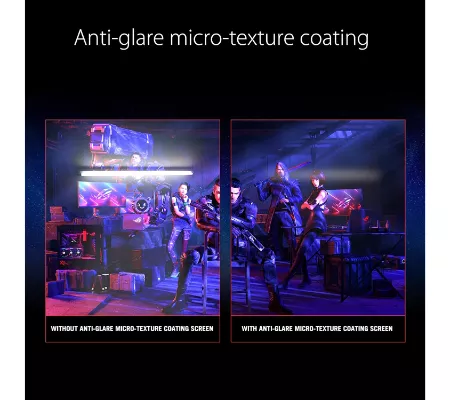 Anti-glare micro-texture coating
WITHOUT ANTI-GLARE MICRO-TEXTURE COATING SCREEN
WITH ANTI-GLARE MICRO-TEXTURE COATING SCREEN